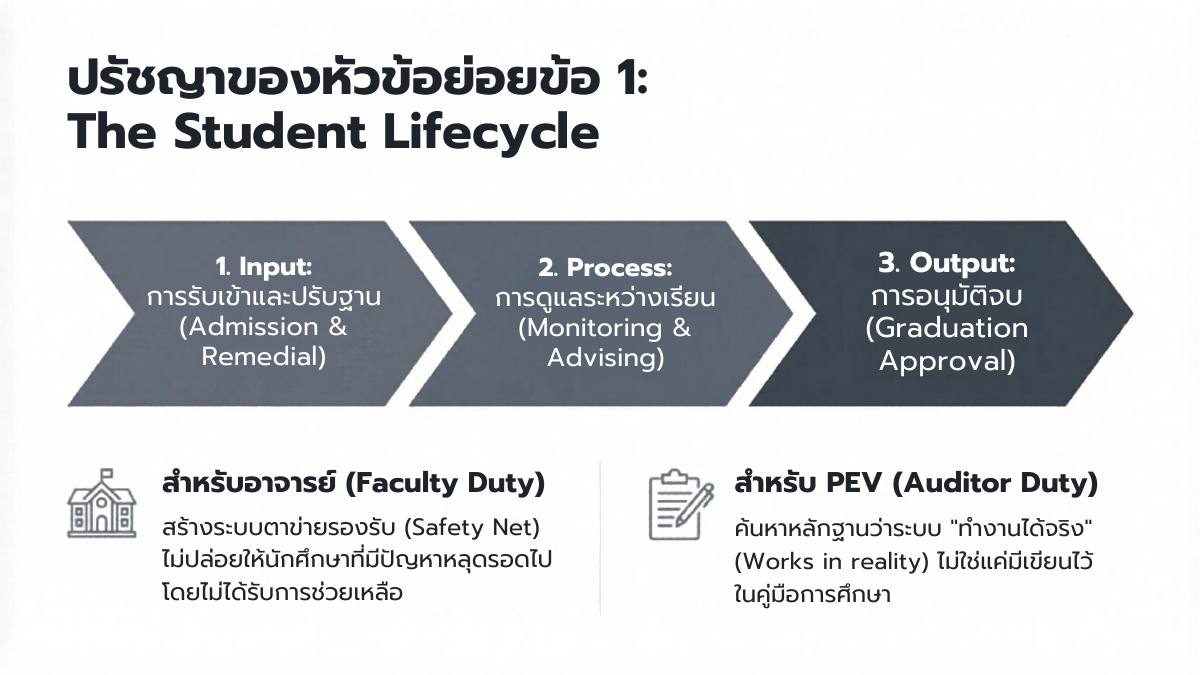 ปรัชญาของหัวข้อย่อยข้อ 1:
The Student Lifecycle
1. Input:
การรับเข้าและปรับฐาน
(Admission &
Remedial)
2. Process:
การดูแลระหว่างเรียน
(Monitoring &
Advising)
3. Output:
การอนุมัติจบ
(Graduation
Approval)
สำหรับอาจารย์ (Faculty Duty)
สร้างระบบตาข่ายรองรับ (Safety Net)
ไม่ปล่อยให้นักศึกษาที่มีปัญหาหลุดรอดไป
โดยไม่ได้รับการช่วยเหลือ
สำหรับ PEV (Auditor Duty)
ค้นหาหลักฐานว่าระบบ "ทำงานได้จริง"
(Works in reality) ไม่ใช่แค่มีเขียนไว้
ในคู่มือการศึกษา